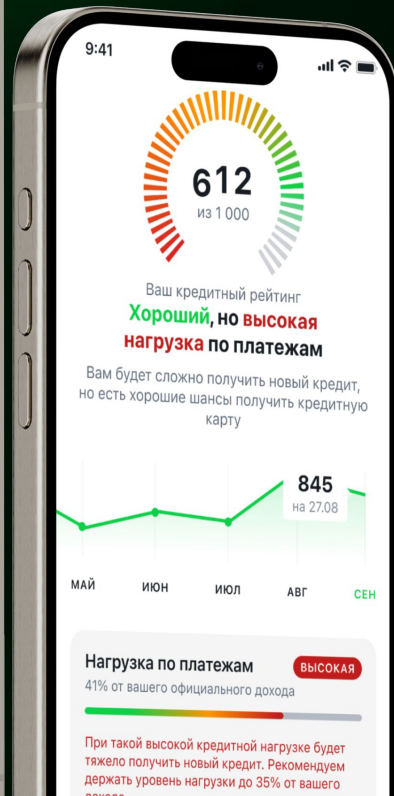 9:41
612
из 1 000
Ваш кредитный рейтинг
Хороший, но высокая
нагрузка по платежам
Вам будет сложно получить новый кредит,
но есть хорошие шансы получить кредитную
карту
845
на 27.08
МАЙ
ИЮН
ИЮЛ
АВГ
СЕН
Нагрузка по платежам
ВЫСОКАЯ
41% от вашего официального дохода
При такой высокой кредитной нагрузке будет
тяжело получить новый кредит. Рекомендуем
держать уровень нагрузки до 35% от вашего